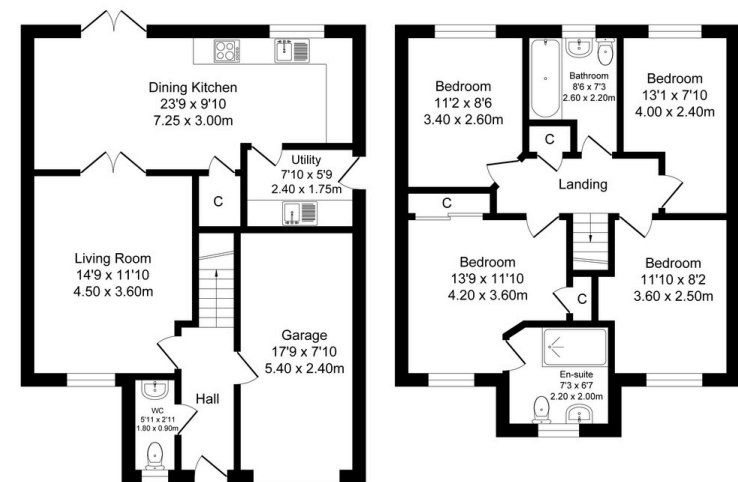 Dining Kitchen
23'9 x 9'10
7.25 x 3.00m
Utility
7'10 x 5'9
2.40 x 1.75m
C
Living Room
14'9 x 11'10
4.50 x 3.60m
Garage
17'9 x 7'10
5.40 x 2.40m
Hall
WC
5'11 x 2'11
1.80 x 0.90m
Bedroom
11'2 x 8'6
3.40 x 2.60m
Bathroom
8'6 x 7'3
2.60 x 2.20m
Bedroom
13'1 x 7'10
4.00 x 2.40m
C
Landing
C
Bedroom
13'9 x 11'10
4.20 x 3.60m
C
Bedroom
11'10 x 8'2
3.60 x 2.50m
En-suite
7'3 x 6'7
2.20 x 2.00m